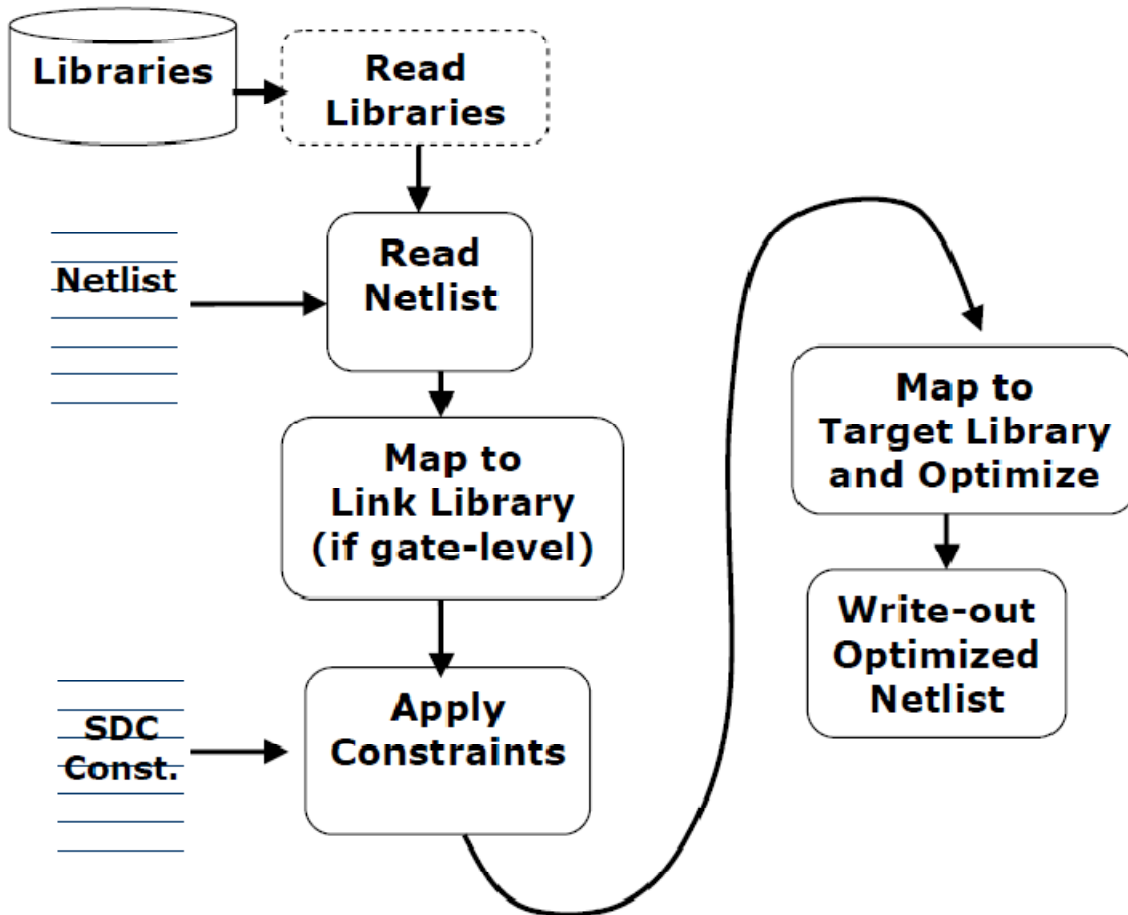 Libraries
Read
Libraries
Netlist
Read
Netlist
Map to
Link Library
(if gate-level)
SDC
Const.
Apply
Constraints
Map to
Target Library
and Optimize
Write-out
Optimized
Netlist